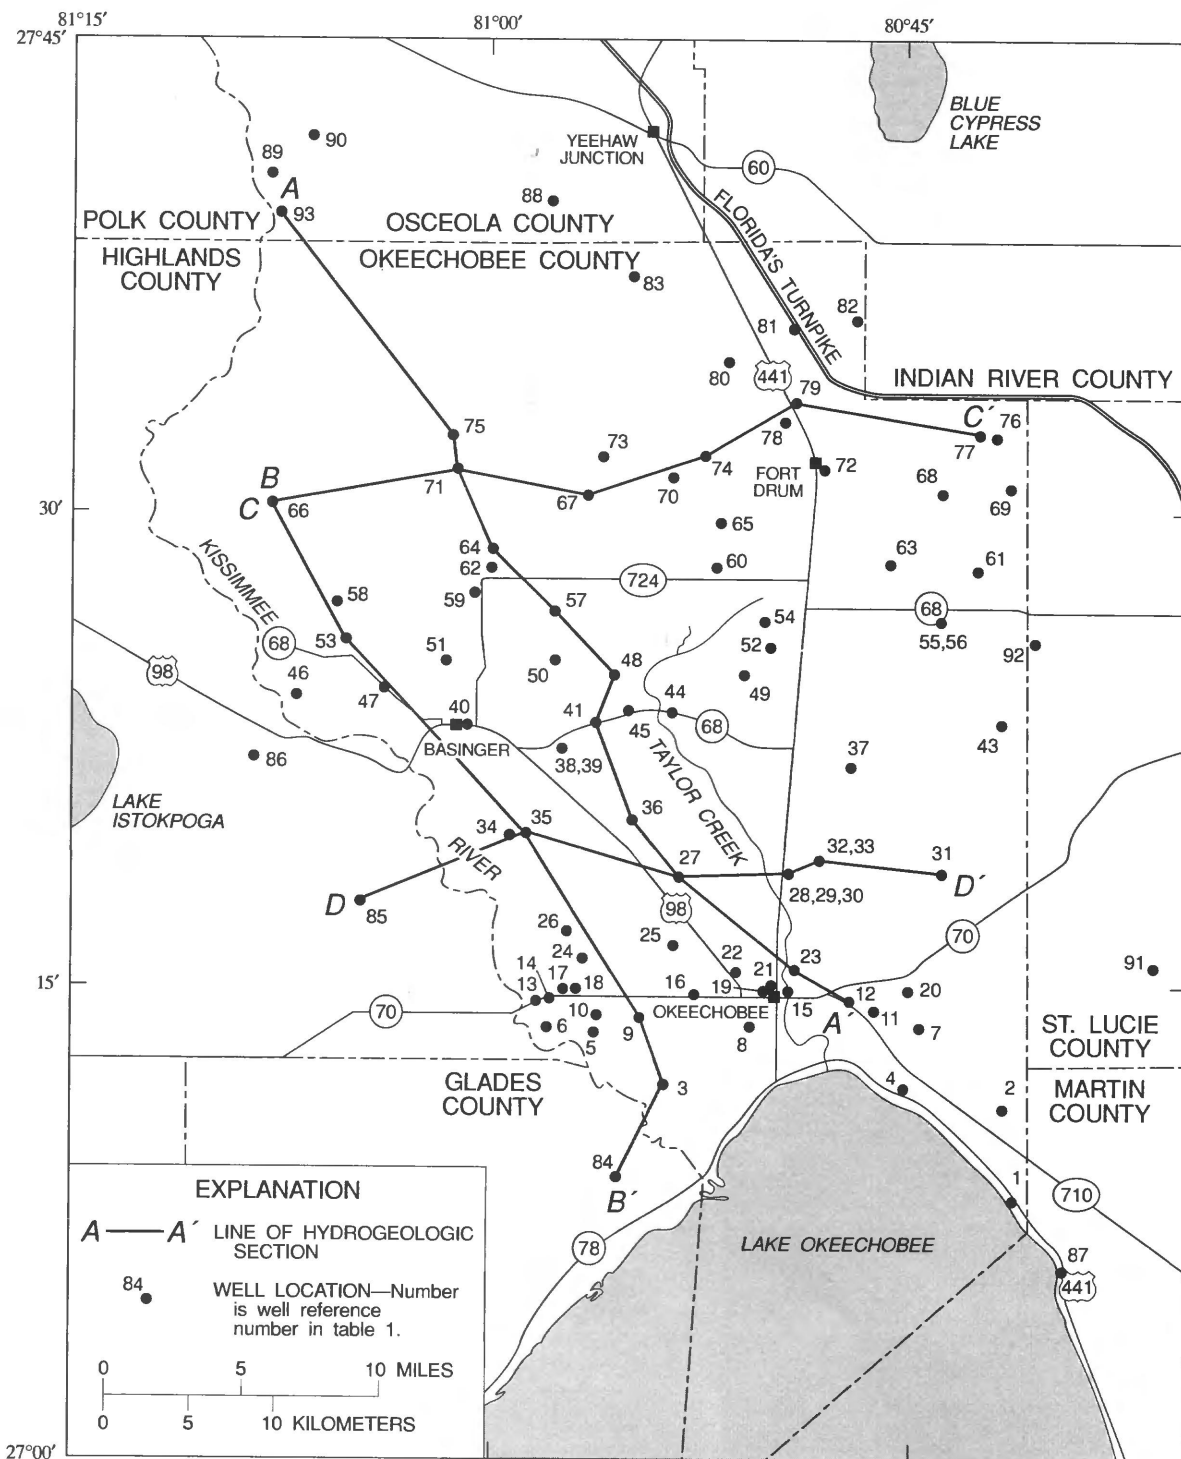 81°15′
81°00′
80°45′
27°45′
BLUE
CYPRESS
LAKE
90
YEEHAW
JUNCTION
89
60
A
88
93
POLK COUNTY
OSCEOLA COUNTY
FLORIDA'S TURNPIKE
HIGHLANDS
COUNTY
OKEECHOBEE COUNTY
83
82
81
80
441
INDIAN RIVER COUNTY
79
75
73
78
C′
76
77
74
72
FORT
DRUM
71
B
C
66
67
70
68
69
30′
65
KISSIMMEE
64
62
63
61
60
724
58
59
57
68
54
55,56
53
68
51
52
92
98
50
48
46
49
47
44
40
41
45
68
43
BASINGER
TAYLOR CREEK
38,39
37
86
LAKE
ISTOKPOGA
36
34
35
RIVER
32,33
27
31
D′
D
85
28,29,30
98
26
25
70
24
22
23
91
14
17
18
21
15′
13
16
19
12
20
70
10
OKEECHOBEE
15
A′
11
6
9
8
7
5
ST. LUCIE
COUNTY
GLADES
COUNTY
3
4
2
MARTIN
COUNTY
84
B′
EXPLANATION
1
710
A
A′
LINE OF HYDROGEOLOGIC
SECTION
78
LAKE OKEECHOBEE
87
441
84
WELL LOCATION—Number
is well reference
number in table 1.
0
5
10 MILES
0
5
10 KILOMETERS
27°00′